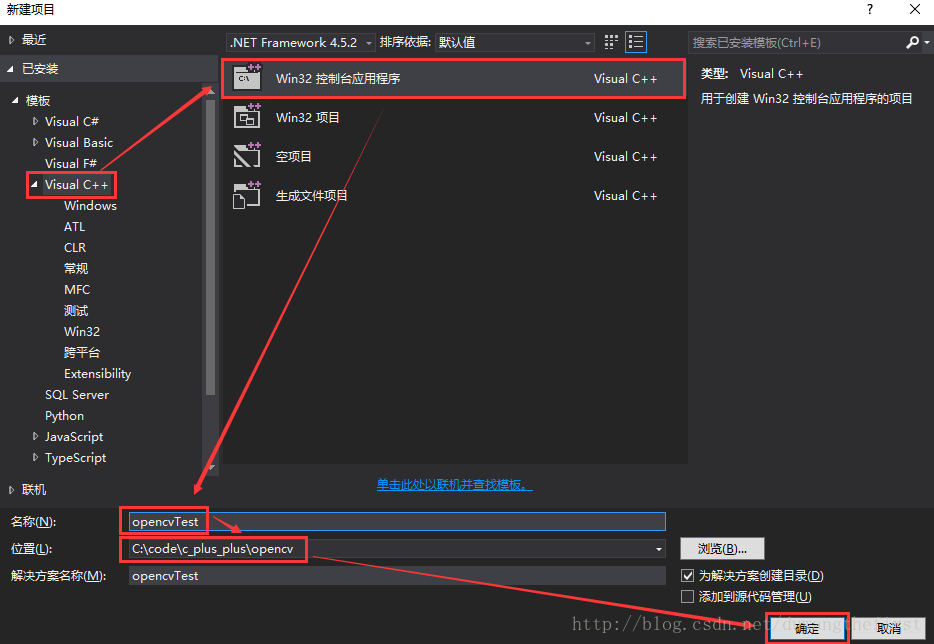 新建项目
?
最近
.NET Framework 4.5.2
排序依据:
默认值
搜索已安装模板(Ctrl+E)
已安装
模板
Visual C#
Visual Basic
Visual F#
Visual C++
Windows
ATL
CLR
常规
MFC
测试
Win32
跨平台
Extensibility
SQL Server
Python
JavaScript
TypeScript
联机
C:\
Win32 控制台应用程序 Visual C++
Win32 项目 Visual C++
空项目 Visual C++
生成文件项目 Visual C++
类型: Visual C++
用于创建 Win32 控制台应用程序的项目
单击此处以联机并查找模板。
名称(N): opencvTest
位置(L): C:\code\c_plus_plus\opencv
浏览(B)...
解决方案名称(M): opencvTest
为解决方案创建目录(D)
添加到源代码管理(U)
http://blog.csdn.net/
确定
取消